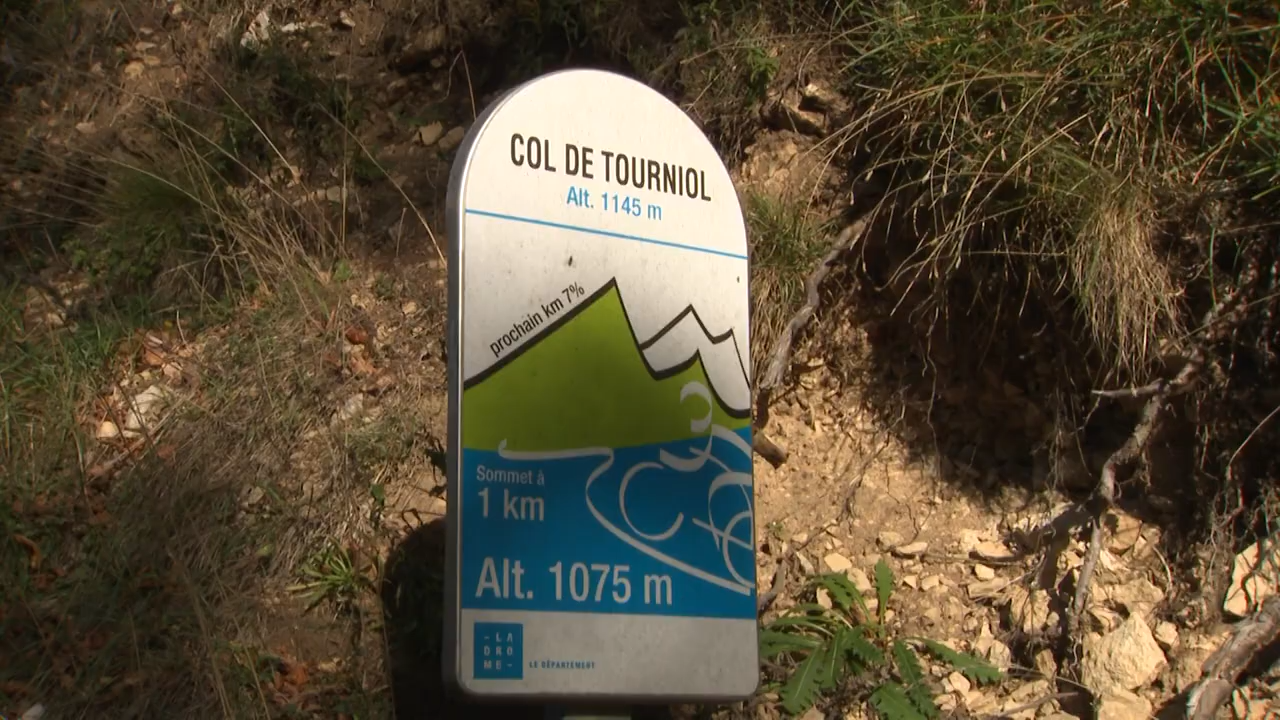 COL DE TOURNIOL
Alt. 1145 m
prochain km 7%
Sommet à
1 km
Alt. 1075 m
- LA
DRO
ME -
LE DÉPARTEMENT